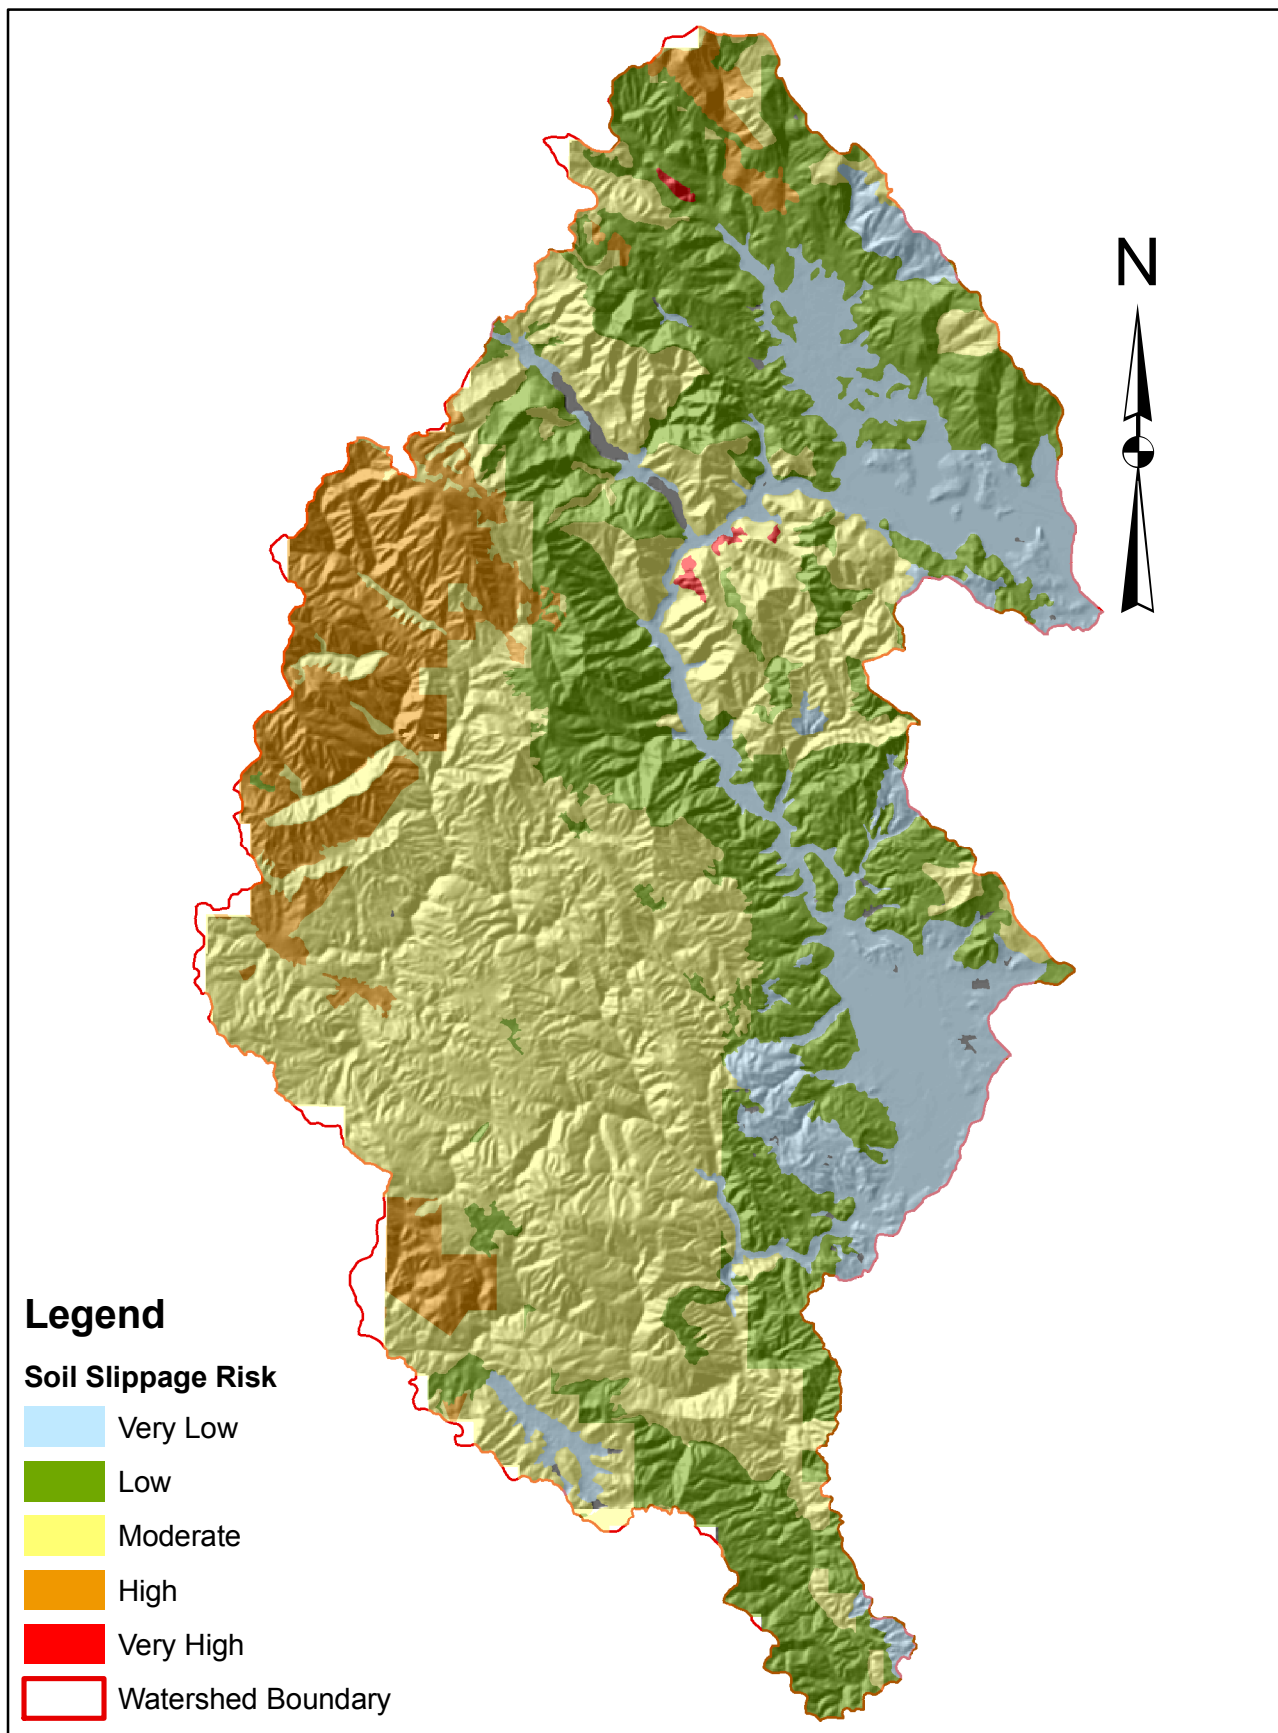 N
Legend
Soil Slippage Risk
Very Low
Low
Moderate
High
Very High
Watershed Boundary